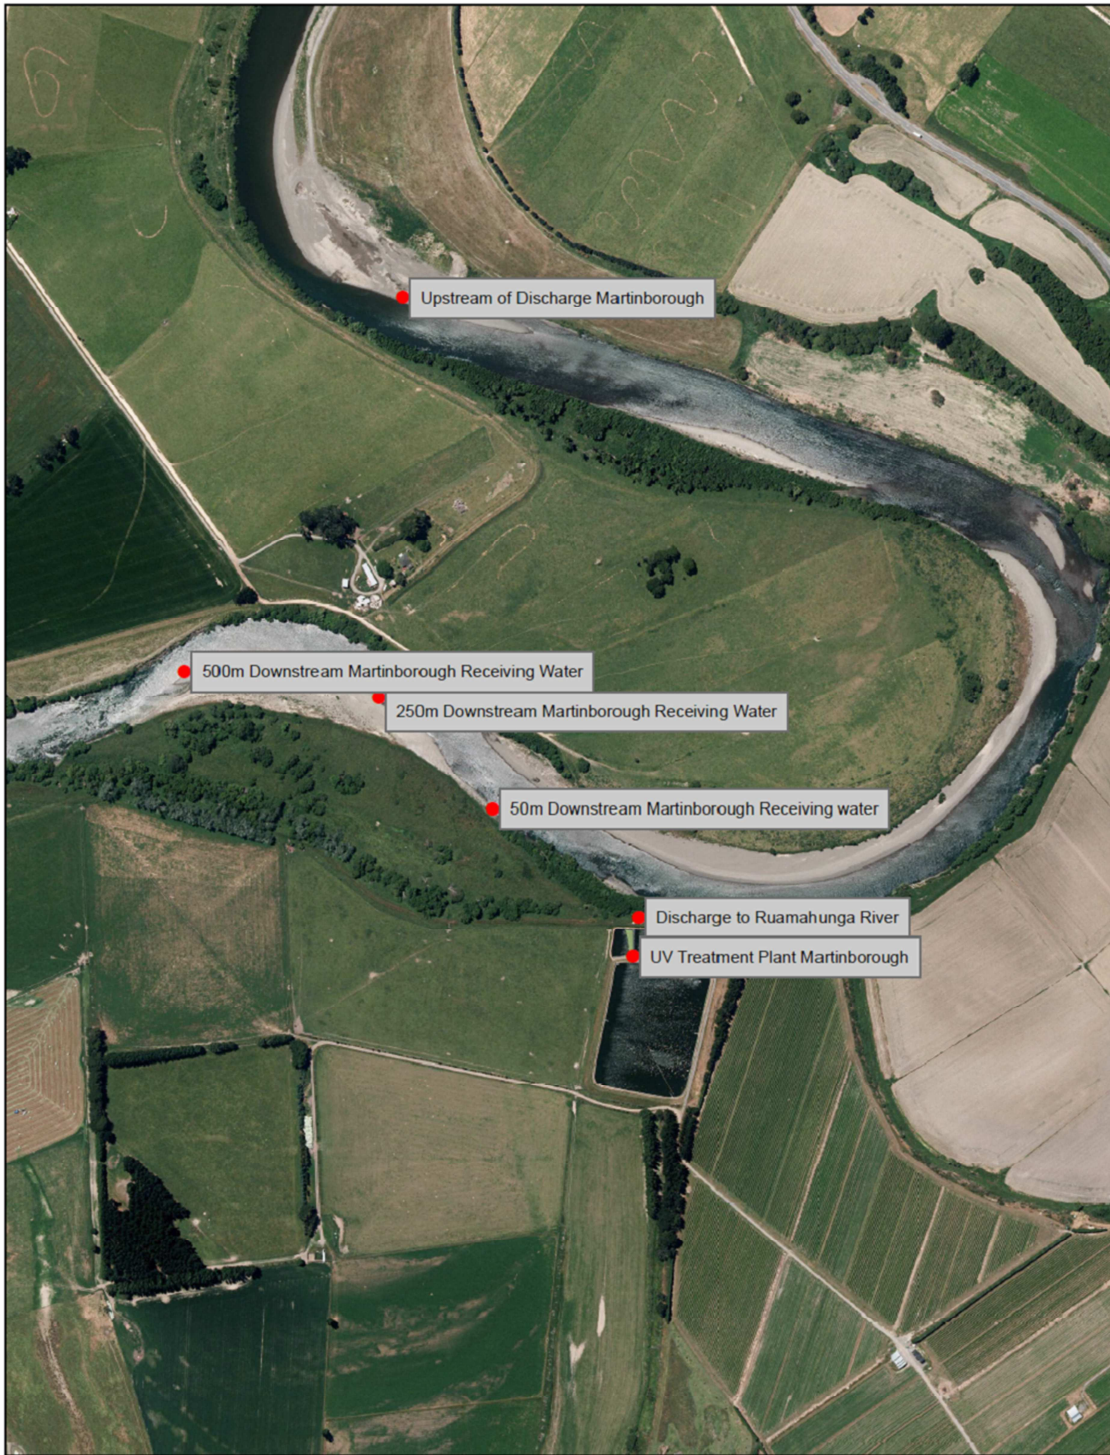 Upstream of Discharge Martinborough
500m Downstream Martinborough Receiving Water
250m Downstream Martinborough Receiving Water
50m Downstream Martinborough Receiving water
Discharge to Ruamahunga River
UV Treatment Plant Martinborough